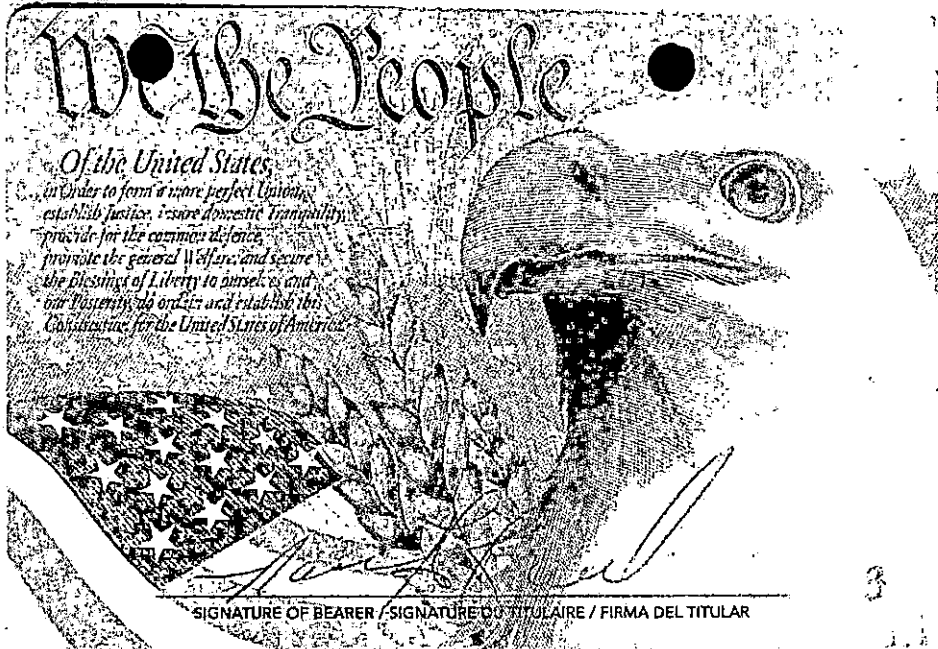 We the People
Of the United States,
in Order to form a more perfect Union,
establish Justice, insure domestic Tranquility,
provide for the common defence,
promote the general Welfare, and secure
the Blessings of Liberty to ourselves and
our Posterity, do ordain and establish this
Constitution for the United States of America.
SIGNATURE OF BEARER / SIGNATURE DU TITULAIRE / FIRMA DEL TITULAR
3